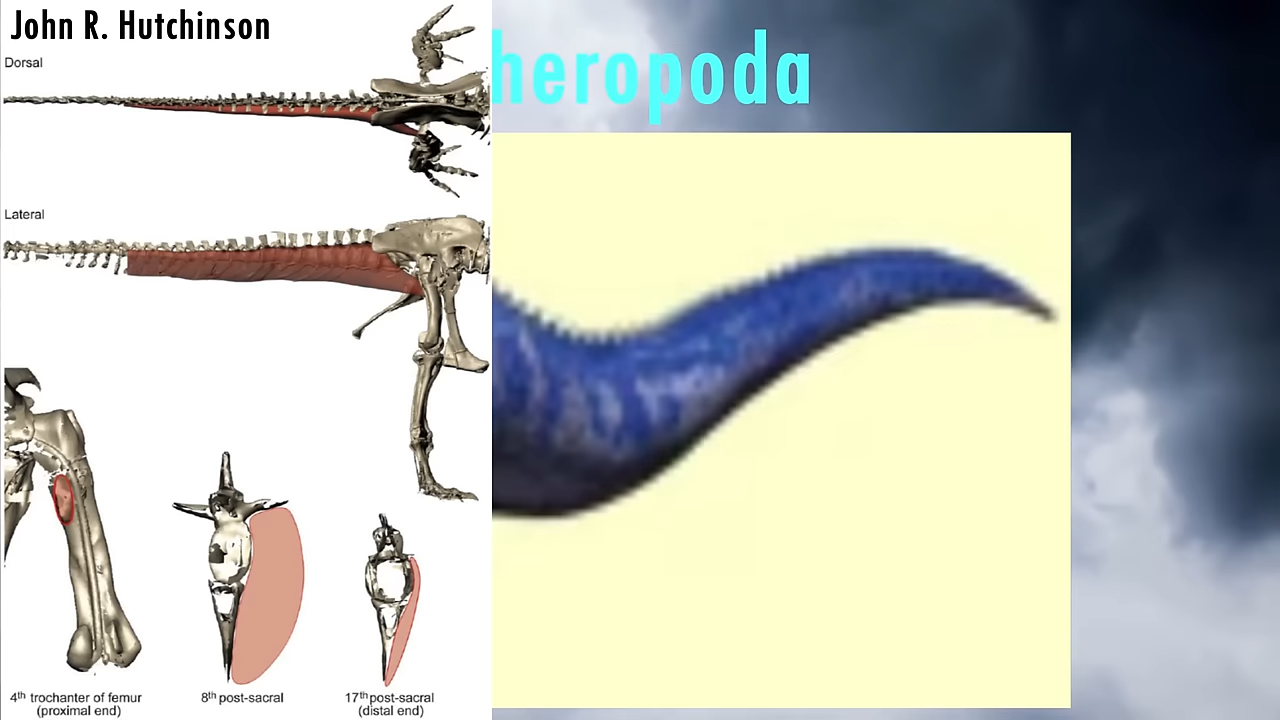 John R. Hutchinson
heropoda
Dorsal
Lateral
4th trochanter of femur
(proximal end)
8th post-sacral
17th post-sacral
(distal end)